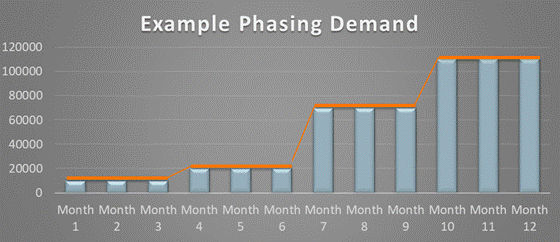 Example Phasing Demand
120000
100000
80000
60000
40000
20000
0
Month Month Month Month Month Month Month Month Month Month Month Month
1 2 3 4 5 6 7 8 9 10 11 12